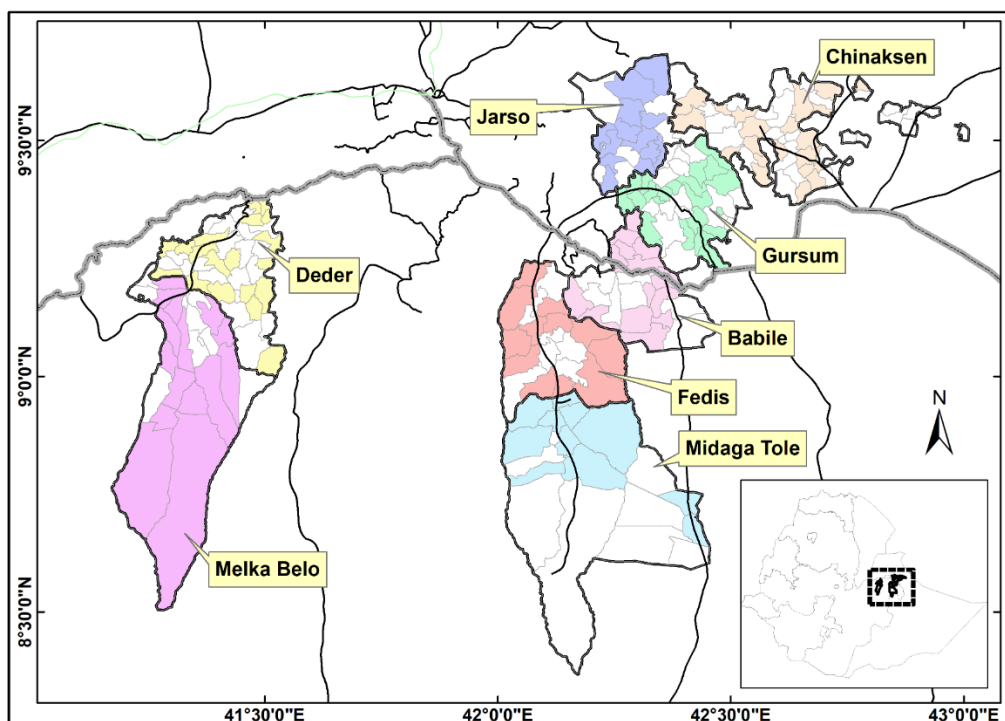 Chinaksen
Jarso
9°30'0"N
Gursum
Deder
Babile
9°0'0"N
Fedis
N
Midaga Tole
Melka Belo
8°30'0"N
41°30'0"E
42°0'0"E
42°30'0"E
43°0'0"E